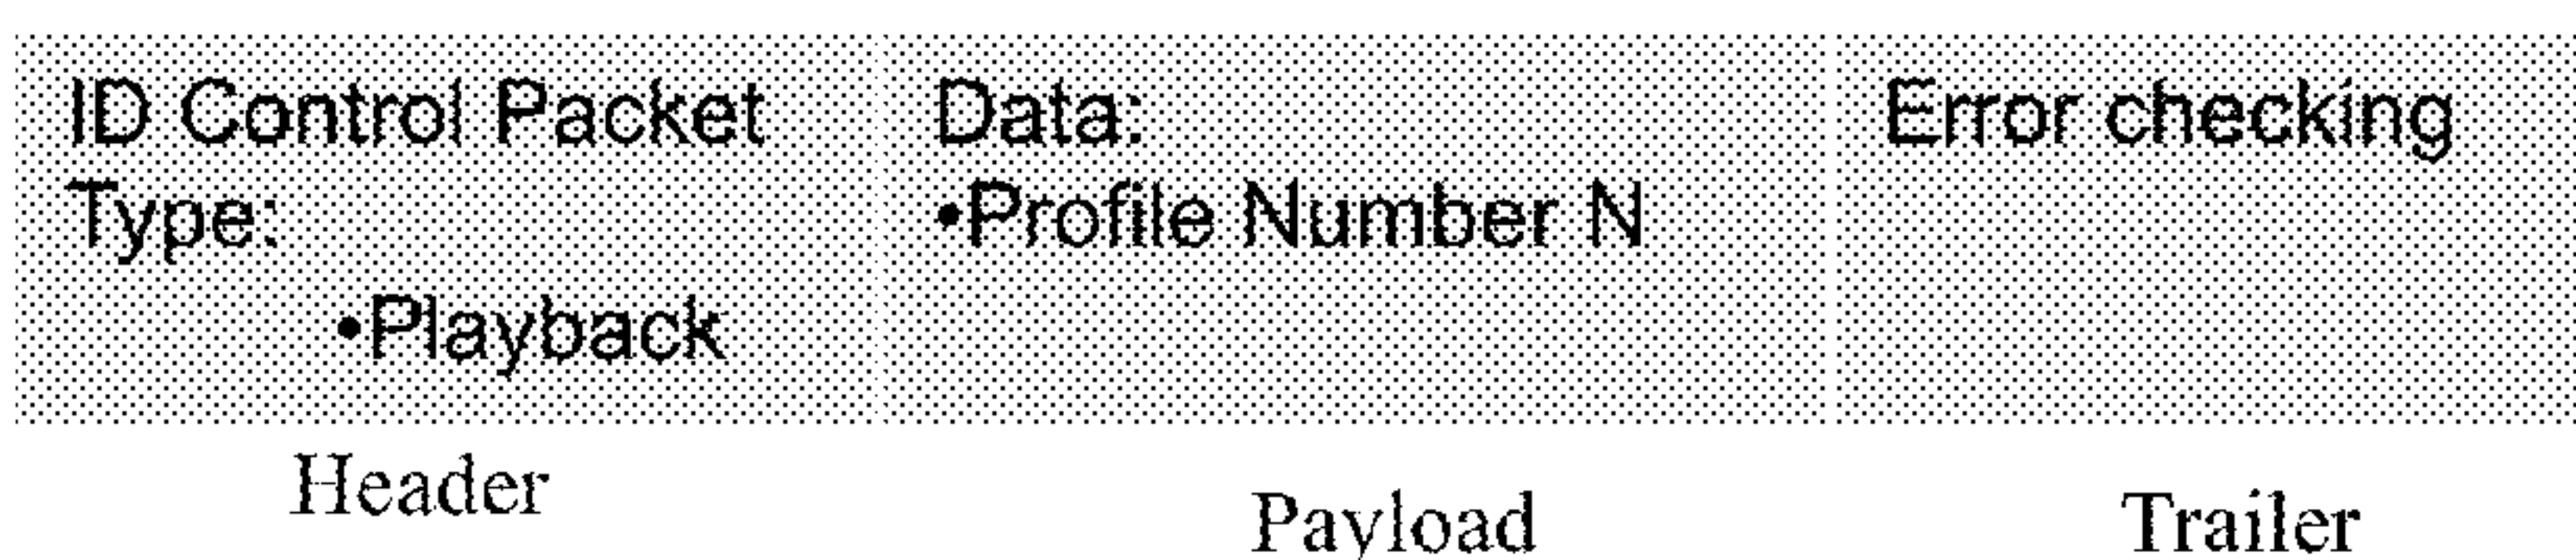 ID Control Packet
Type:
•Playback
Data:
•Profile Number N
Error checking
Header
Payload
Trailer